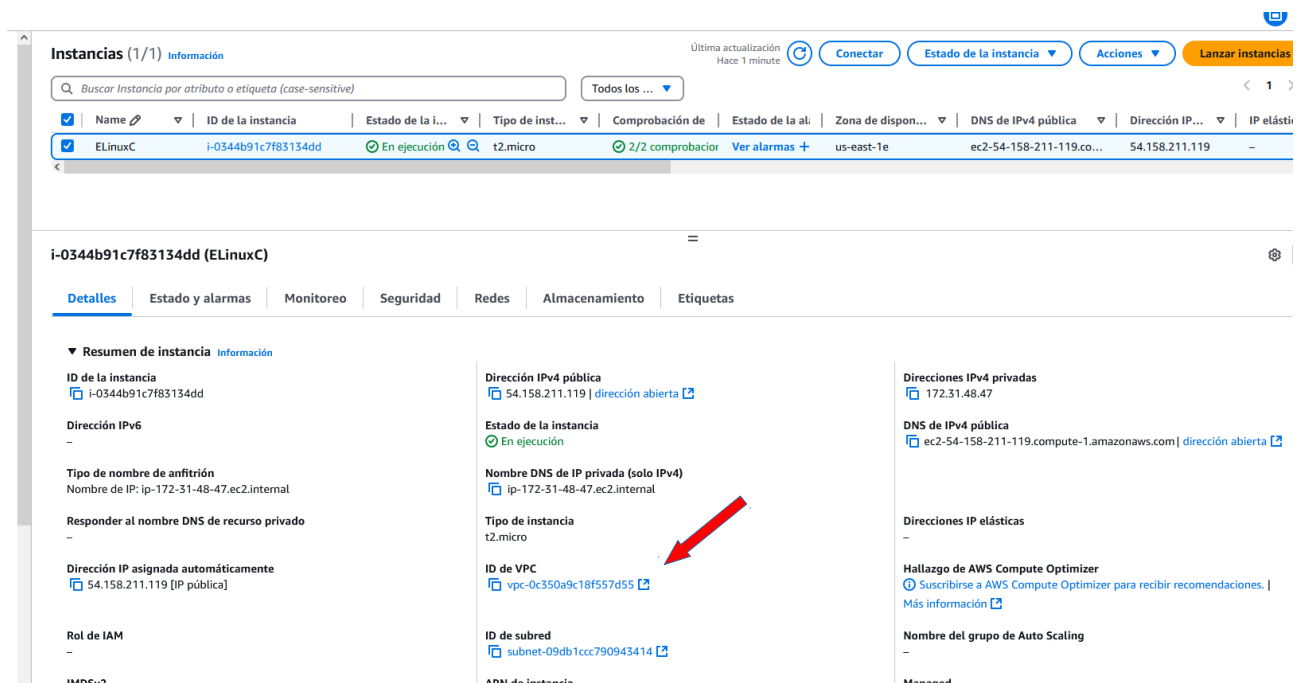 Instancias (1/1) Información
Última actualización
Hace 1 minute
Conectar
Estado de la instancia
Acciones
Lanzar instancias
Buscar Instancia por atributo o etiqueta (case-sensitive)
Todos los ...
1
Name ID de la instancia Estado de la i... Tipo de inst... Comprobación de Estado de la al Zona de dispon... DNS de IPv4 pública Dirección IP... IP elásti
ELinuxC i-0344b91c7f83134dd En ejecución t2.micro 2/2 comprobacior Ver alarmas + us-east-1e ec2-54-158-211-119.co... 54.158.211.119 –
i-0344b91c7f83134dd (ELinuxC)
Detalles Estado y alarmas Monitoreo Seguridad Redes Almacenamiento Etiquetas
Resumen de instancia Información
ID de la instancia Dirección IPv4 pública Direcciones IPv4 privadas
i-0344b91c7f83134dd 54.158.211.119 | dirección abierta 172.31.48.47
Dirección IPv6 Estado de la instancia DNS de IPv4 pública
– En ejecución ec2-54-158-211-119.compute-1.amazonaws.com | dirección abierta
Tipo de nombre de anfitrión Nombre DNS de IP privada (solo IPv4)
Nombre de IP: ip-172-31-48-47.ec2.internal ip-172-31-48-47.ec2.internal
Responder al nombre DNS de recurso privado Tipo de instancia Direcciones IP elásticas
– t2.micro –
Dirección IP asignada automáticamente ID de VPC Hallazgo de AWS Compute Optimizer
54.158.211.119 [IP pública] vpc-0c350a9c18f557d55 Suscribirse a AWS Compute Optimizer para recibir recomendaciones. |
Más información
Rol de IAM ID de subred Nombre del grupo de Auto Scaling
– subnet-09db1ccc790943414 –
IMDSv2 ARN de instancia Managed